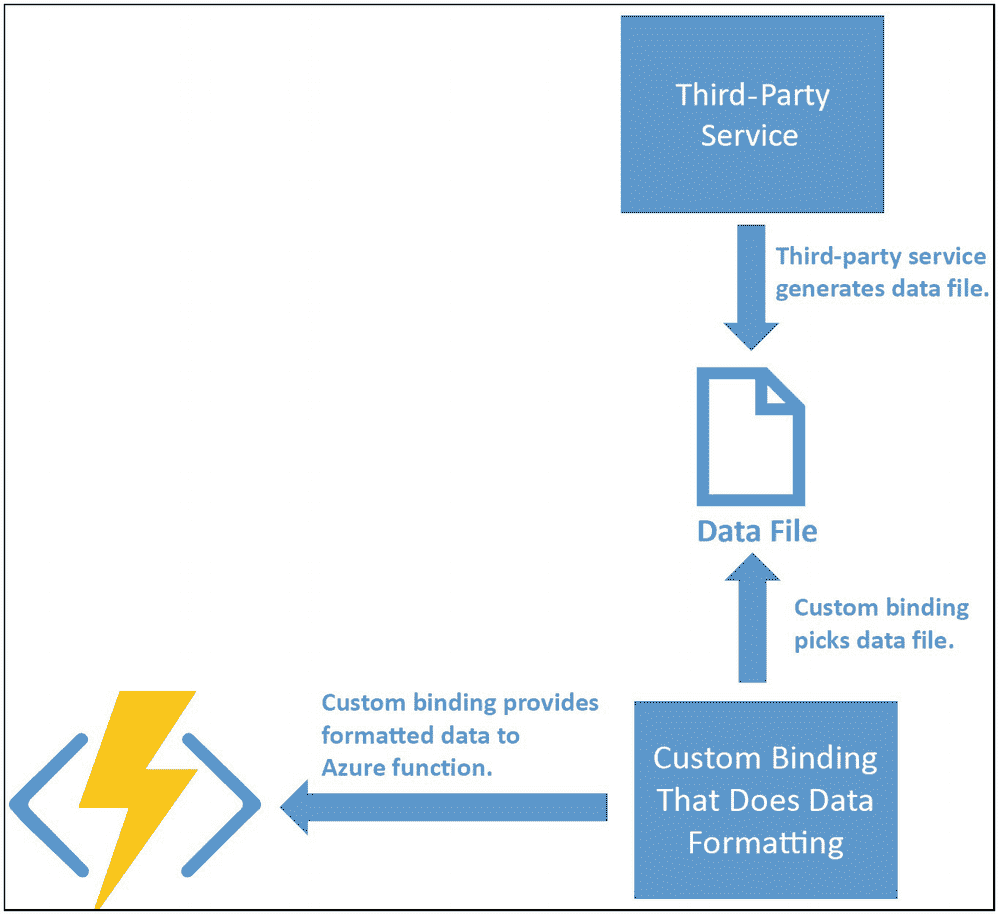 Third-Party
Service
Third-party service
generates data file.
Data File
Custom binding
picks data file.
Custom binding provides
formatted data to
Azure function.
Custom Binding
That Does Data
Formatting